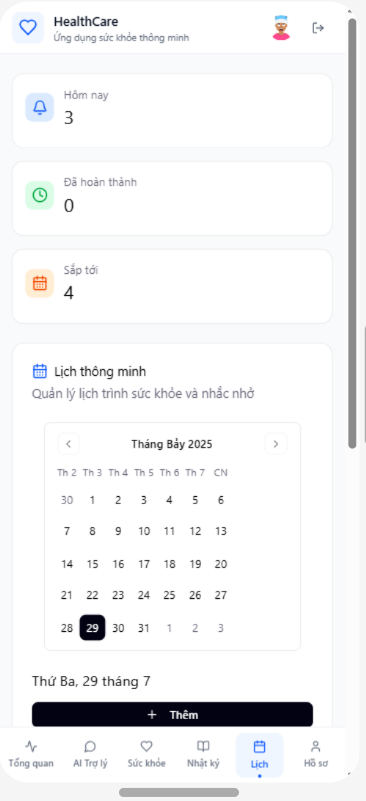 HealthCare
Ứng dụng sức khỏe thông minh
Hôm nay
3
Đã hoàn thành
0
Sắp tới
4
Lịch thông minh
Quản lý lịch trình sức khỏe và nhắc nhở
Tháng Bảy 2025
Th 2 Th 3 Th 4 Th 5 Th 6 Th 7 CN
30 1 2 3 4 5 6
7 8 9 10 11 12 13
14 15 16 17 18 19 20
21 22 23 24 25 26 27
28 29 30 31 1 2 3
Thứ Ba, 29 tháng 7
+ Thêm
Tổng quan AI Trợ lý Sức khỏe Nhật ký Lịch Hồ sơ